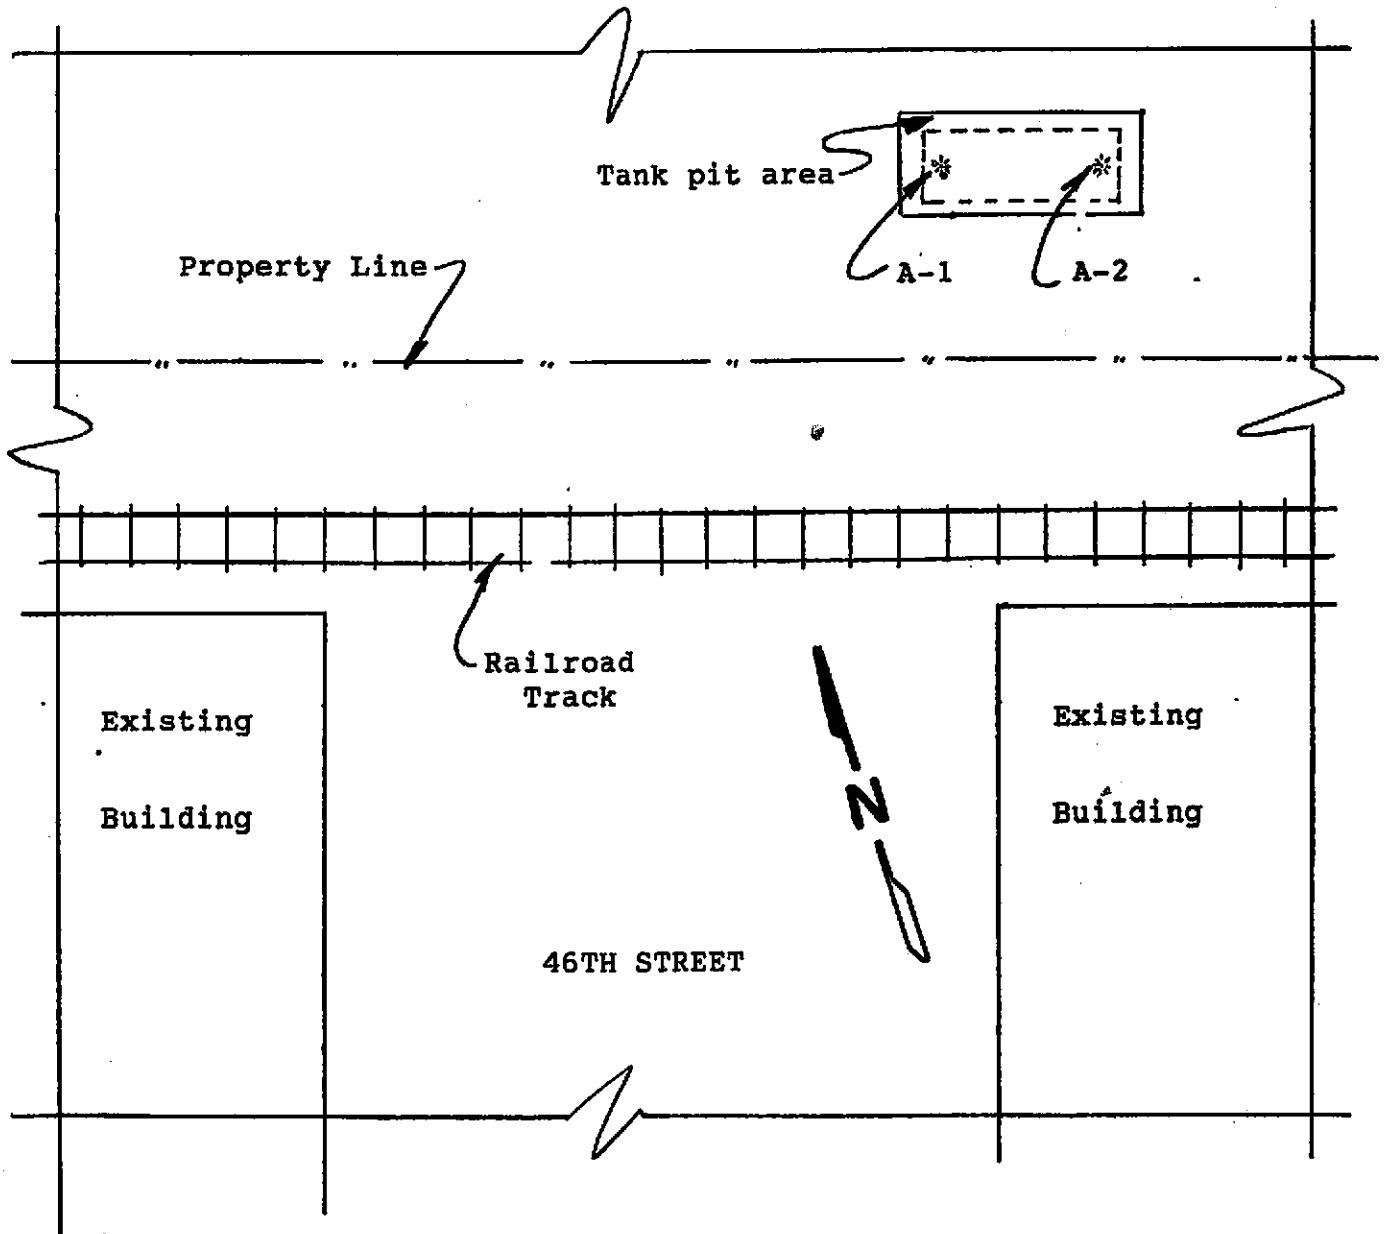 Tank pit area
A-1
A-2
Property Line
Railroad
Track
Existing
Building
Existing
Building
N
46TH STREET